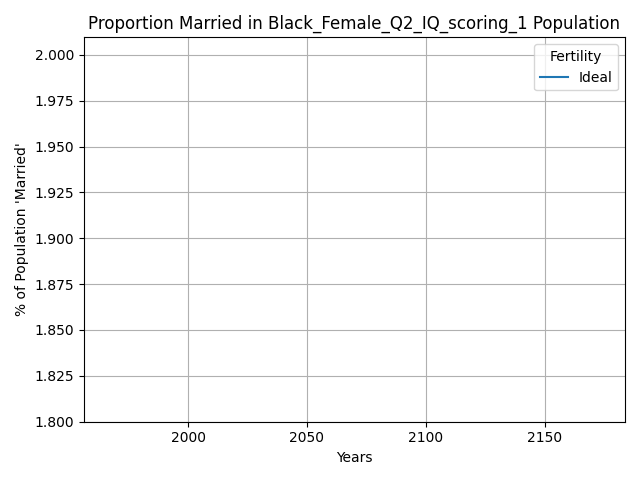 Proportion Married in Black_Female_Q2_IQ_scoring_1 Population
Fertility
Ideal
% of Population 'Married'
2.000
1.975
1.950
1.925
1.900
1.875
1.850
1.825
1.800
2000 2050 2100 2150
Years